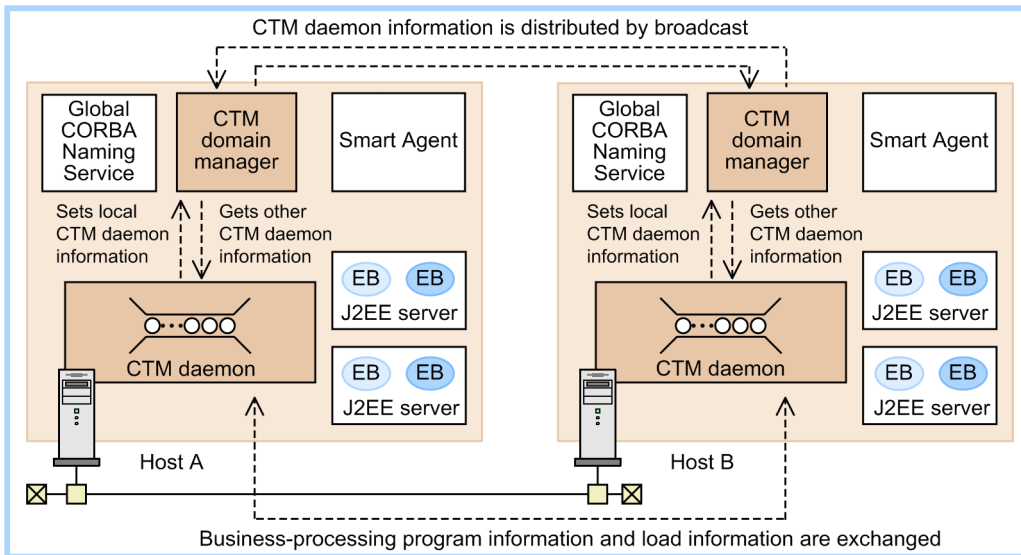 CTM daemon information is distributed by broadcast
Global
CORBA
Naming
Service
CTM
domain
manager
Smart Agent
Sets local
CTM daemon
information
Gets other
CTM daemon
information
EB
EB
J2EE server
CTM daemon
EB
EB
J2EE server
Host A
Global
CORBA
Naming
Service
CTM
domain
manager
Smart Agent
Sets local
CTM daemon
information
Gets other
CTM daemon
information
EB
EB
J2EE server
CTM daemon
EB
EB
J2EE server
Host B
Business-processing program information and load information are exchanged